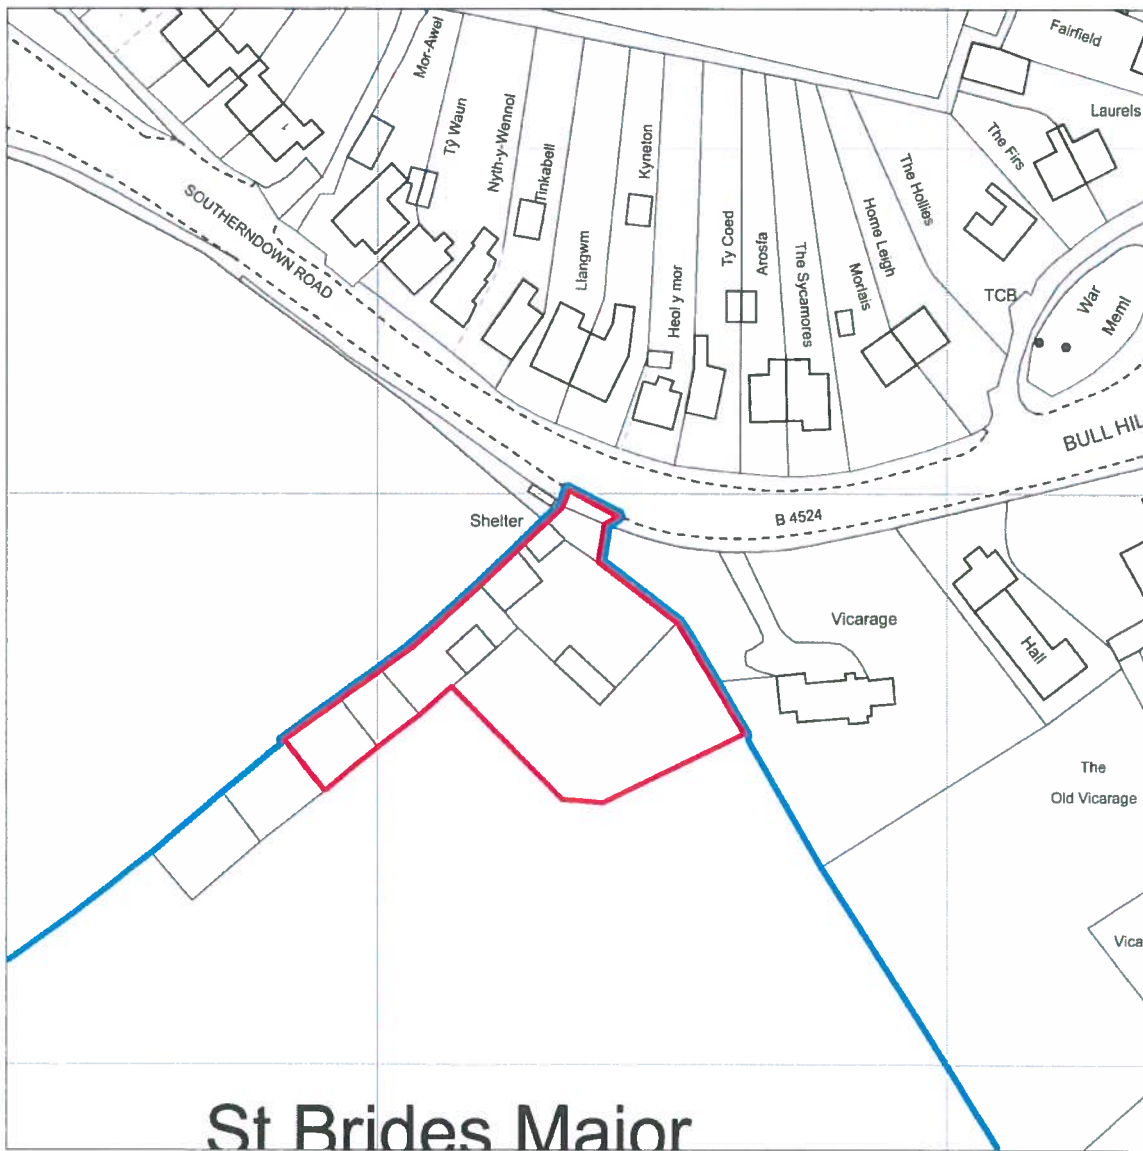 Fairfield
Laurels
Mor-Awel
Tŷ Waun
Nyth-y-Wennol
Tinkabell
Kyneton
The Firs
The Hollies
Home Leigh
SOUTHERNDOWN ROAD
Llangwm
Heol y mor
Ty Coed
Arosfa
The Sycamores
Morlais
TCB
War
Meml
BULL HIL
B 4524
Shelter
Vicarage
Hall
The
Old Vicarage
Vica
St Brides Major